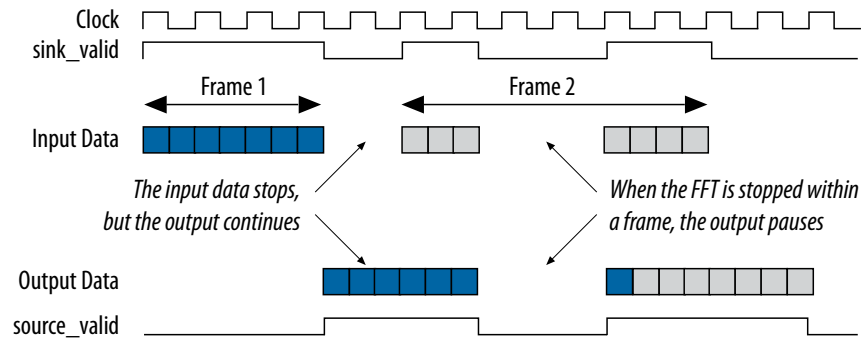 Clock
sink_valid
Frame 1
Frame 2
Input Data
The input data stops,
but the output continues
When the FFT is stopped within
a frame, the output pauses
Output Data
source_valid